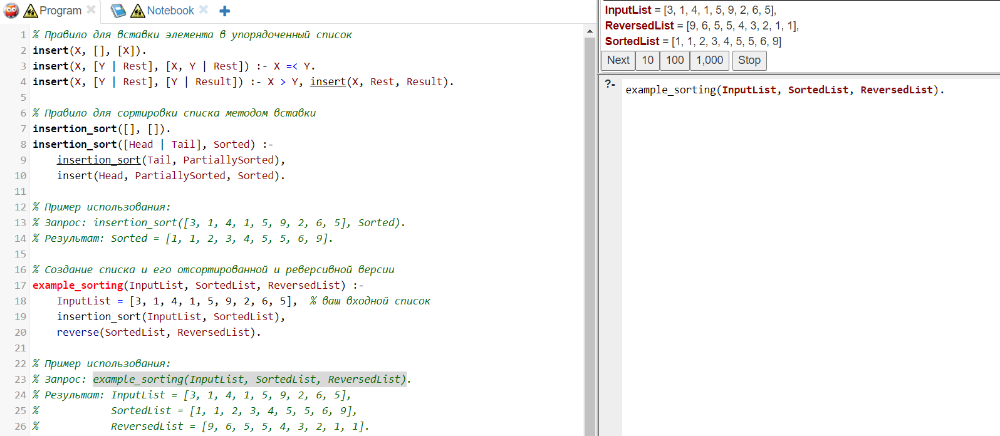 Program
Notebook
1 % Правило для вставки элемента в упорядоченный список
2 insert(X, [], [X]).
3 insert(X, [Y | Rest], [X, Y | Rest]) :- X =< Y.
4 insert(X, [Y | Rest], [Y | Result]) :- X > Y, insert(X, Rest, Result).
5
6 % Правило для сортировки списка методом вставки
7 insertion_sort([], []).
8 insertion_sort([Head | Tail], Sorted) :-
9     insertion_sort(Tail, PartiallySorted),
10     insert(Head, PartiallySorted, Sorted).
11
12 % Пример использования:
13 % Запрос: insertion_sort([3, 1, 4, 1, 5, 9, 2, 6, 5], Sorted).
14 % Результат: Sorted = [1, 1, 2, 3, 4, 5, 5, 6, 9].
15
16 % Создание списка и его отсортированной и реверсивной версии
17 example_sorting(InputList, SortedList, ReversedList) :-
18     InputList = [3, 1, 4, 1, 5, 9, 2, 6, 5],  % ваш входной список
19     insertion_sort(InputList, SortedList),
20     reverse(SortedList, ReversedList).
21
22 % Пример использования:
23 % Запрос: example_sorting(InputList, SortedList, ReversedList).
24 % Результат: InputList = [3, 1, 4, 1, 5, 9, 2, 6, 5],
25 %            SortedList = [1, 1, 2, 3, 4, 5, 5, 6, 9],
26 %            ReversedList = [9, 6, 5, 5, 4, 3, 2, 1, 1].
InputList = [3, 1, 4, 1, 5, 9, 2, 6, 5],
ReversedList = [9, 6, 5, 5, 4, 3, 2, 1, 1],
SortedList = [1, 1, 2, 3, 4, 5, 5, 6, 9]
Next 10 100 1,000 Stop
?- example_sorting(InputList, SortedList, ReversedList).